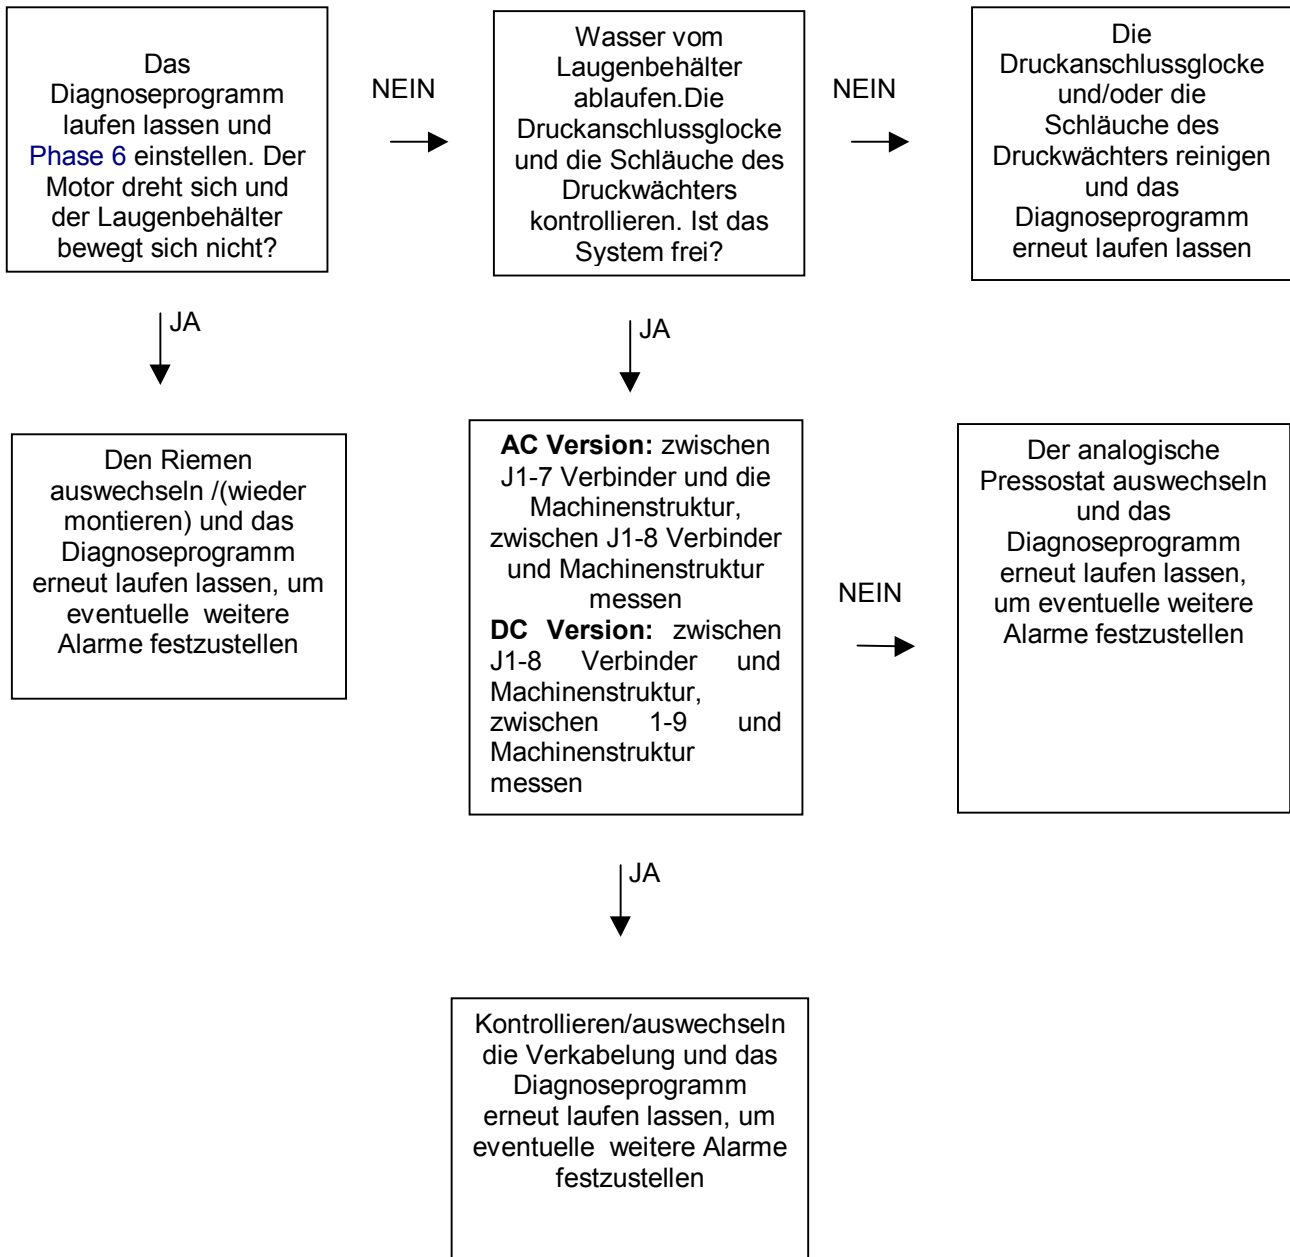 Das
Diagnoseprogramm
laufen lassen und
Phase 6 einstellen. Der
Motor dreht sich und
der Laugenbehälter
bewegt sich nicht?
NEIN
Wasser vom
Laugenbehälter
ablaufen.Die
Druckanschlussglocke
und die Schläuche des
Druckwächters
kontrollieren. Ist das
System frei?
NEIN
Die
Druckanschlussglocke
und/oder die
Schläuche des
Druckwächters reinigen
und das
Diagnoseprogramm
erneut laufen lassen
JA
JA
Den Riemen
auswechseln /(wieder
montieren) und das
Diagnoseprogramm
erneut laufen lassen, um
eventuelle weitere
Alarme festzustellen
AC Version: zwischen
J1-7 Verbinder und die
Machinenstruktur,
zwischen J1-8 Verbinder
und Machinenstruktur
messen
DC Version: zwischen
J1-8 Verbinder und
Machinenstruktur,
zwischen 1-9 und
Machinenstruktur
messen
NEIN
Der analogische
Pressostat auswechseln
und das
Diagnoseprogramm
erneut laufen lassen,
um eventuelle weitere
Alarme festzustellen
JA
Kontrollieren/auswechseln
die Verkabelung und das
Diagnoseprogramm
erneut laufen lassen, um
eventuelle weitere Alarme
festzustellen